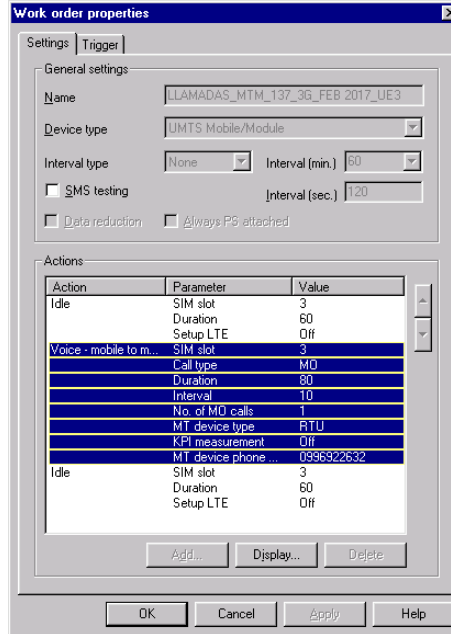 Work order properties
Settings Trigger
General settings
Name LLAMADAS_MTM_137_3G_FEB 2017_UE3
Device type UMTS Mobile/Module
Interval type None Interval (min.) 60
SMS testing Interval (sec.) 120
Data reduction Always PS attached
Actions
Action Parameter Value
Idle SIM slot 3
Duration 60
Setup LTE Off
Voice - mobile to m... SIM slot 3
Call type MO
Duration 80
Interval 10
No. of MO calls 1
MT device type RTU
KPI measurement Off
MT device phone ... 0996922632
Idle SIM slot 3
Duration 60
Setup LTE Off
Add... Display... Delete
OK Cancel Apply Help